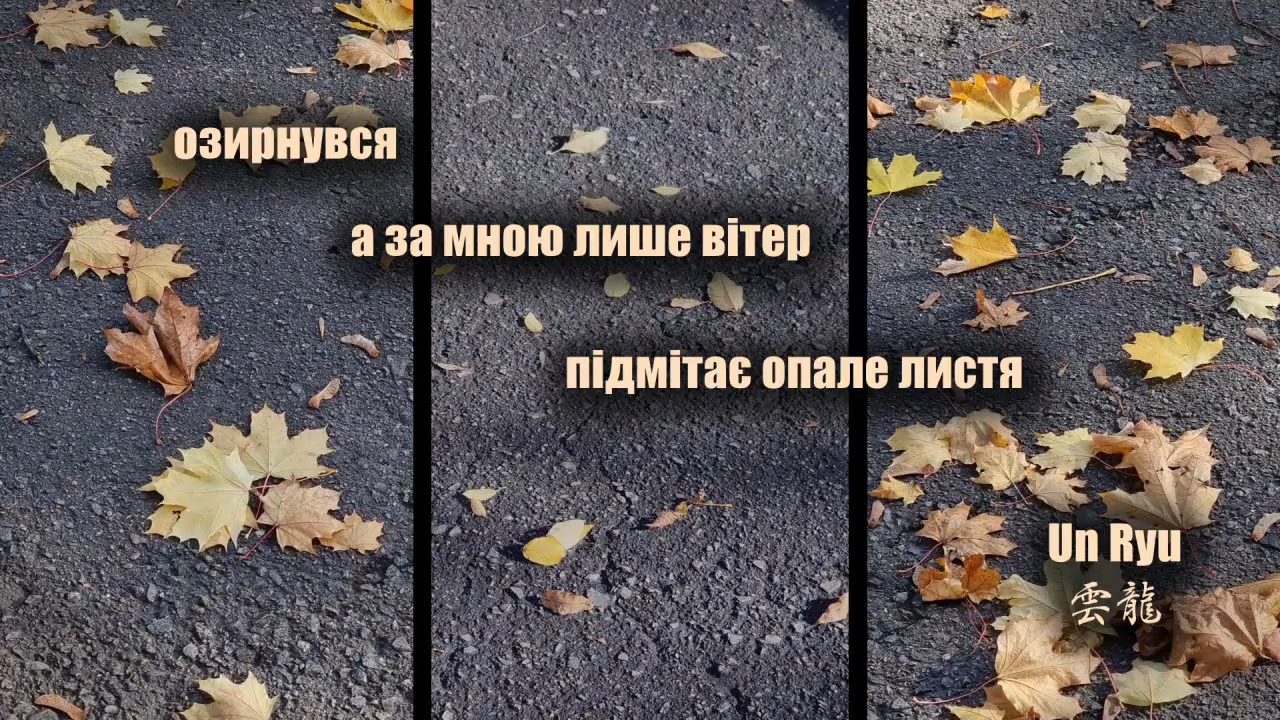 озирнувся
а за мною лише вітер
підмітає опале листя
Un Ryu
雲龍